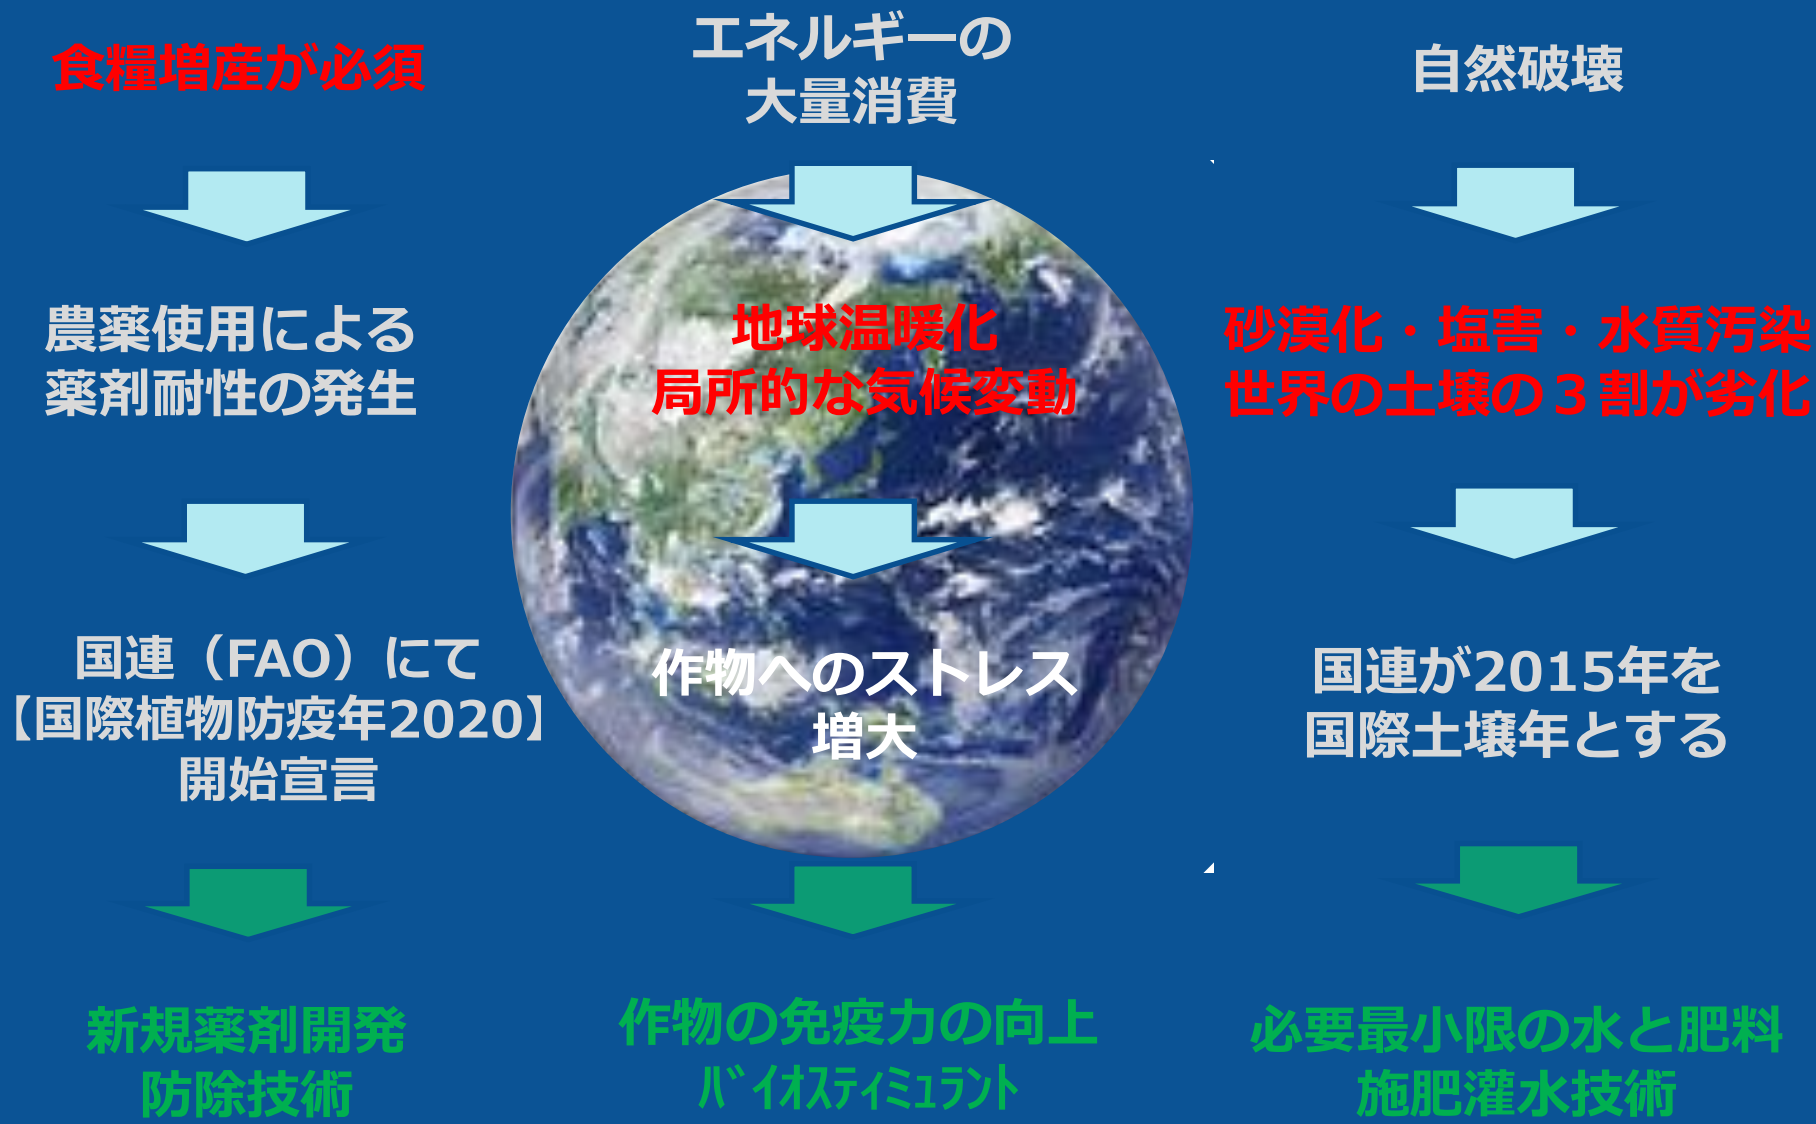 食糧増産が必須
農薬使用による
薬剤耐性の発生
国連（FAO）にて
【国際植物防疫年2020】
開始宣言
新規薬剤開発
防除技術
エネルギーの
大量消費
地球温暖化
局所的な気候変動
作物へのストレス
増大
作物の免疫力の向上
ﾊﾞｲｵｽﾃｨﾐｭﾗﾝﾄ
自然破壊
砂漠化・塩害・水質汚染
世界の土壌の３割が劣化
国連が2015年を
国際土壌年とする
必要最小限の水と肥料
施肥灌水技術